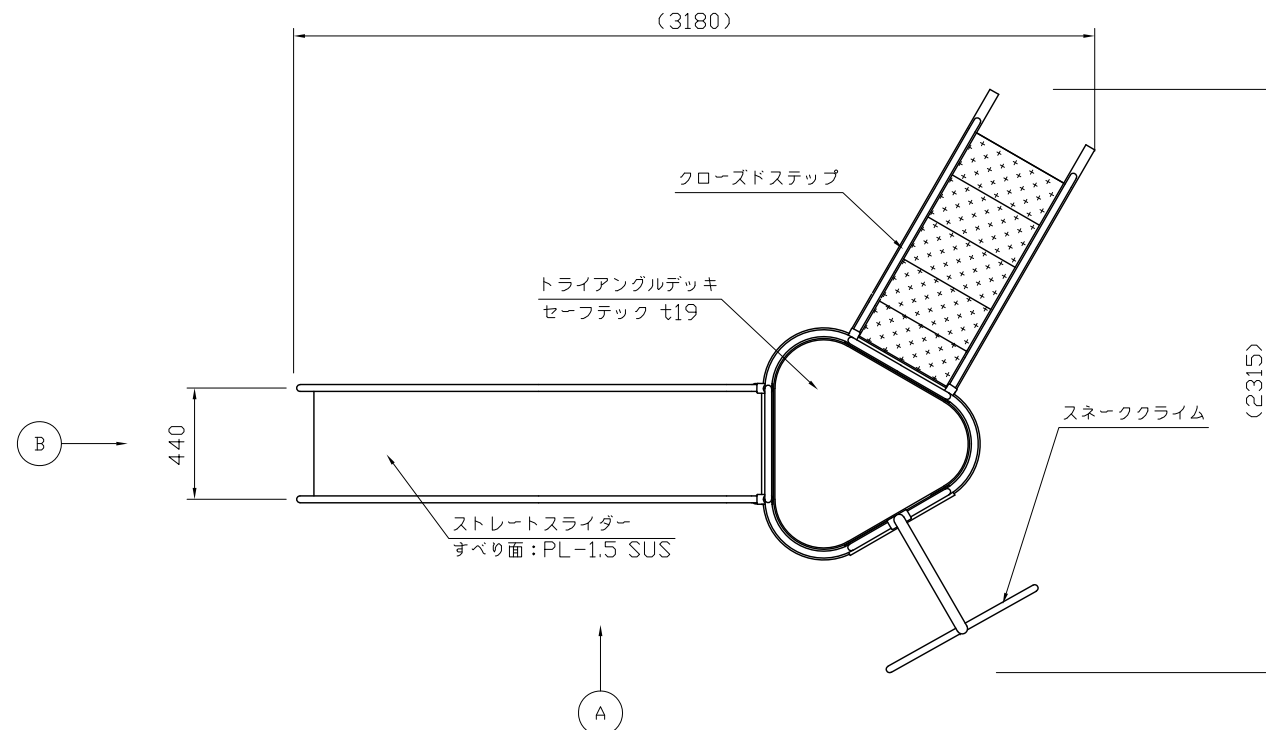 (3180)
クローズドステップ
トライアングルデッキ
セーフテック t19
(2315)
スネーククライム
B
440
ストレートスライダー
すべり面：PL-1.5 SUS
A